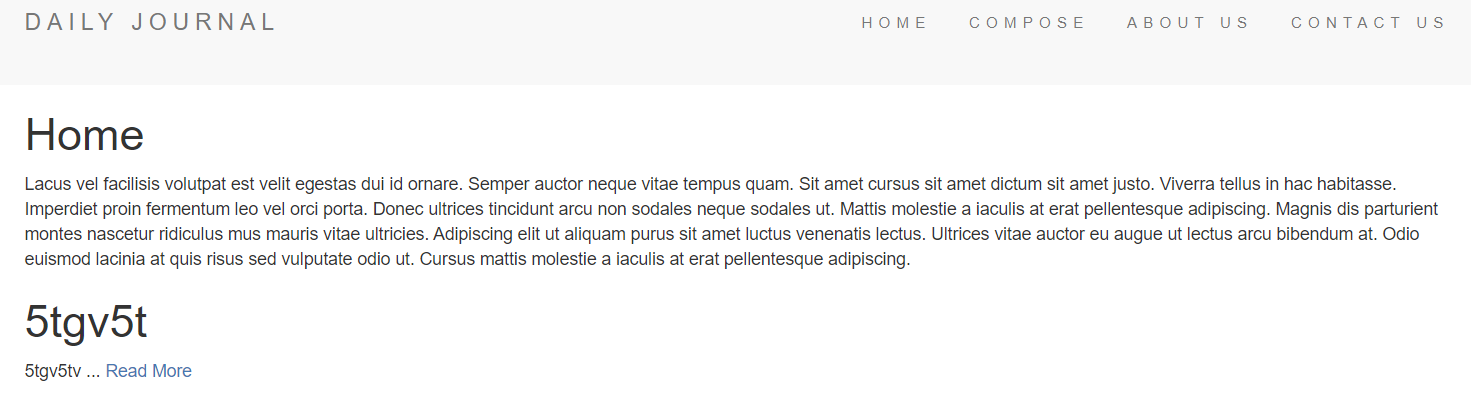 DAILY JOURNAL HOME COMPOSE ABOUT US CONTACT US
Home
Lacus vel facilisis volutpat est velit egestas dui id ornare. Semper auctor neque vitae tempus quam. Sit amet cursus sit amet dictum sit amet justo. Viverra tellus in hac habitasse.
Imperdiet proin fermentum leo vel orci porta. Donec ultrices tincidunt arcu non sodales neque sodales ut. Mattis molestie a iaculis at erat pellentesque adipiscing. Magnis dis parturient
montes nascetur ridiculus mus mauris vitae ultricies. Adipiscing elit ut aliquam purus sit amet luctus venenatis lectus. Ultrices vitae auctor eu augue ut lectus arcu bibendum at. Odio
euismod lacinia at quis risus sed vulputate odio ut. Cursus mattis molestie a iaculis at erat pellentesque adipiscing.
5tgv5t
5tgv5tv ... Read More